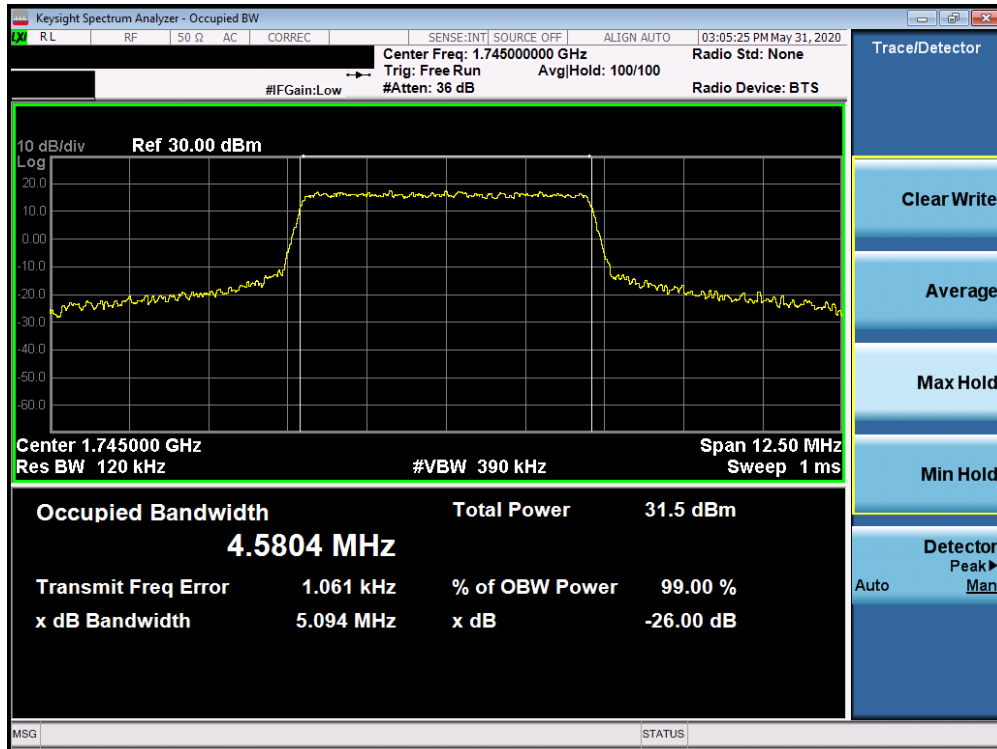 Keysight Spectrum Analyzer - Occupied BW
LXI RL RF 50 Ω AC CORREC SENSE:INT SOURCE OFF ALIGN AUTO 03:05:25 PM May 31, 2020
Center Freq: 1.745000000 GHz Radio Std: None
Trig: Free Run Avg|Hold: 100/100
#IFGain:Low #Atten: 36 dB Radio Device: BTS
Trace/Detector
10 dB/div Ref 30.00 dBm
Log
20.0
10.0
0.00
-10.0
-20.0
-30.0
-40.0
-50.0
-60.0
Center 1.745000 GHz Span 12.50 MHz
Res BW 120 kHz #VBW 390 kHz Sweep 1 ms
Occupied Bandwidth Total Power 31.5 dBm
4.5804 MHz
Transmit Freq Error 1.061 kHz % of OBW Power 99.00 %
x dB Bandwidth 5.094 MHz x dB -26.00 dB
Clear Write
Average
Max Hold
Min Hold
Detector
Peak▶
Auto Man
MSG STATUS